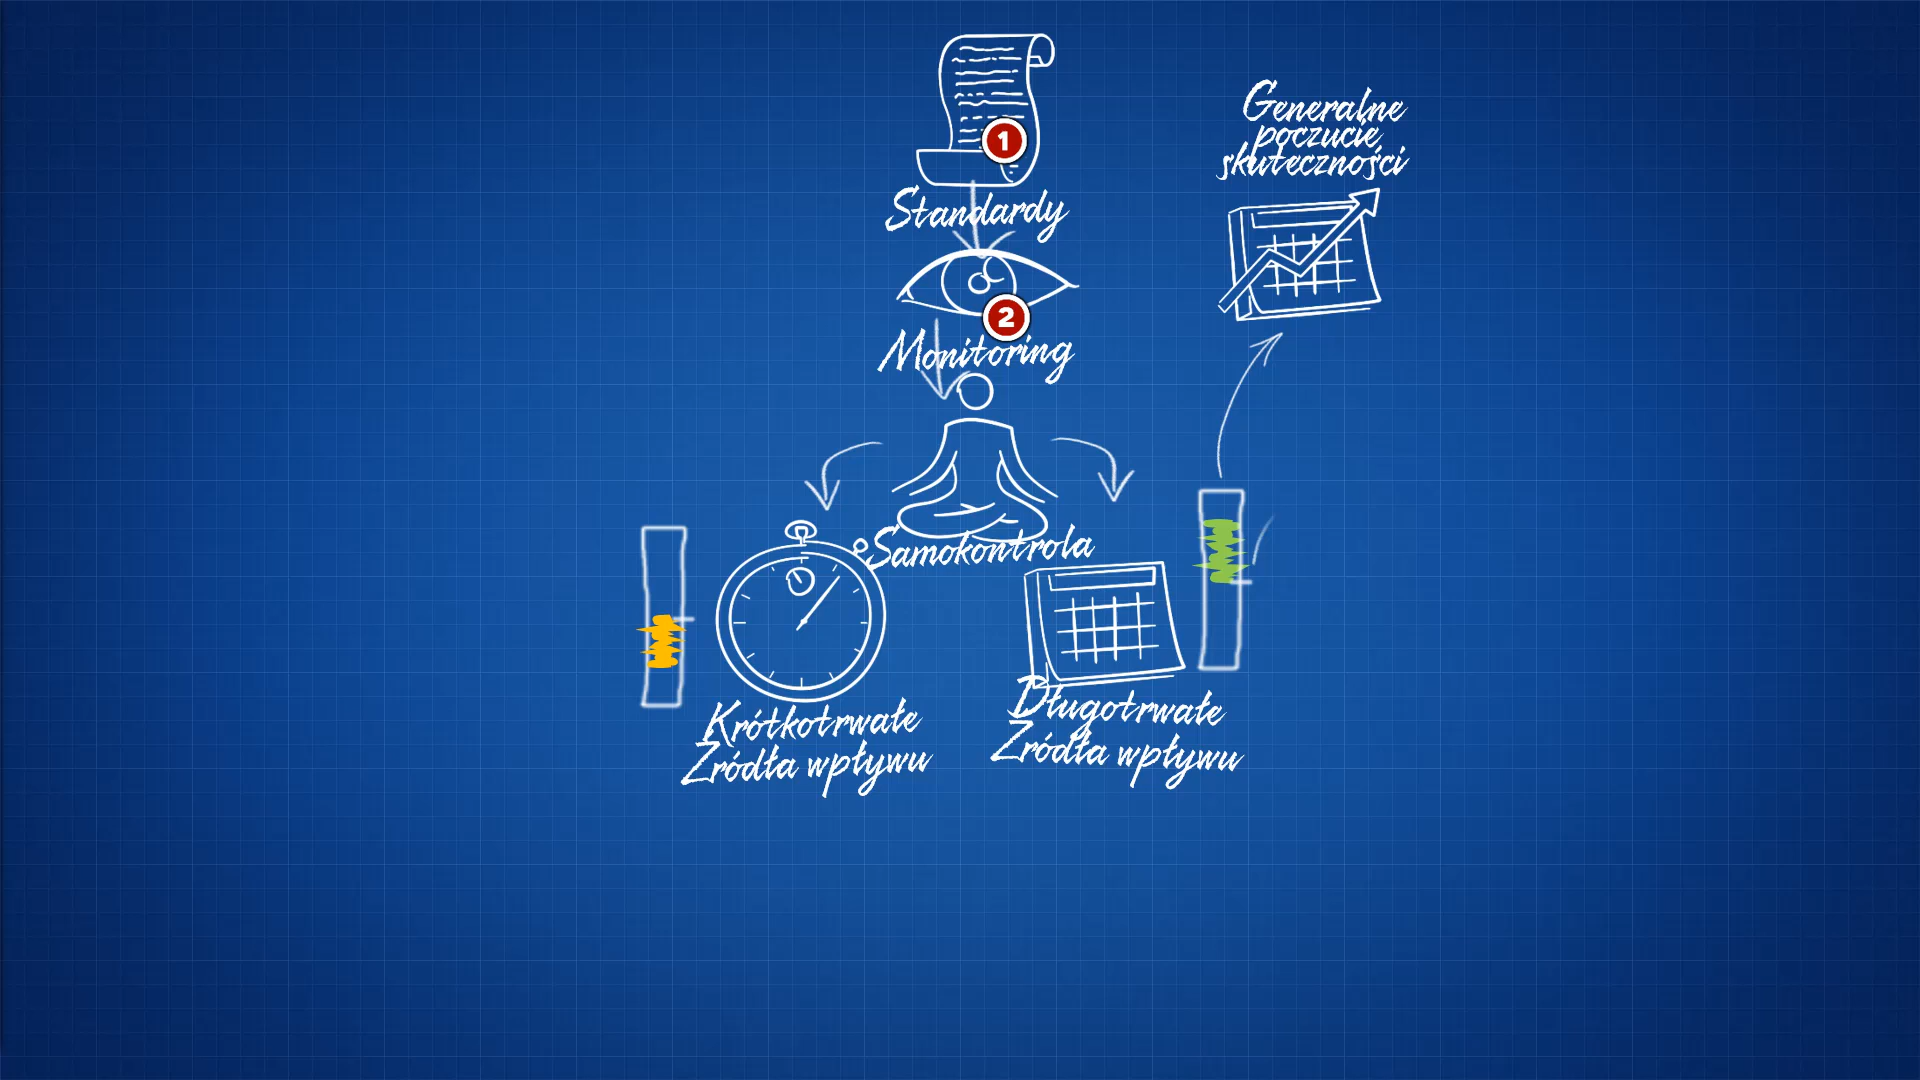 1
Standardy
Generalne
poczucie
skuteczności
2
Monitoring
Samokontrola
Krótkotrwałe
Źródła wpływu
Długotrwałe
Źródła wpływu